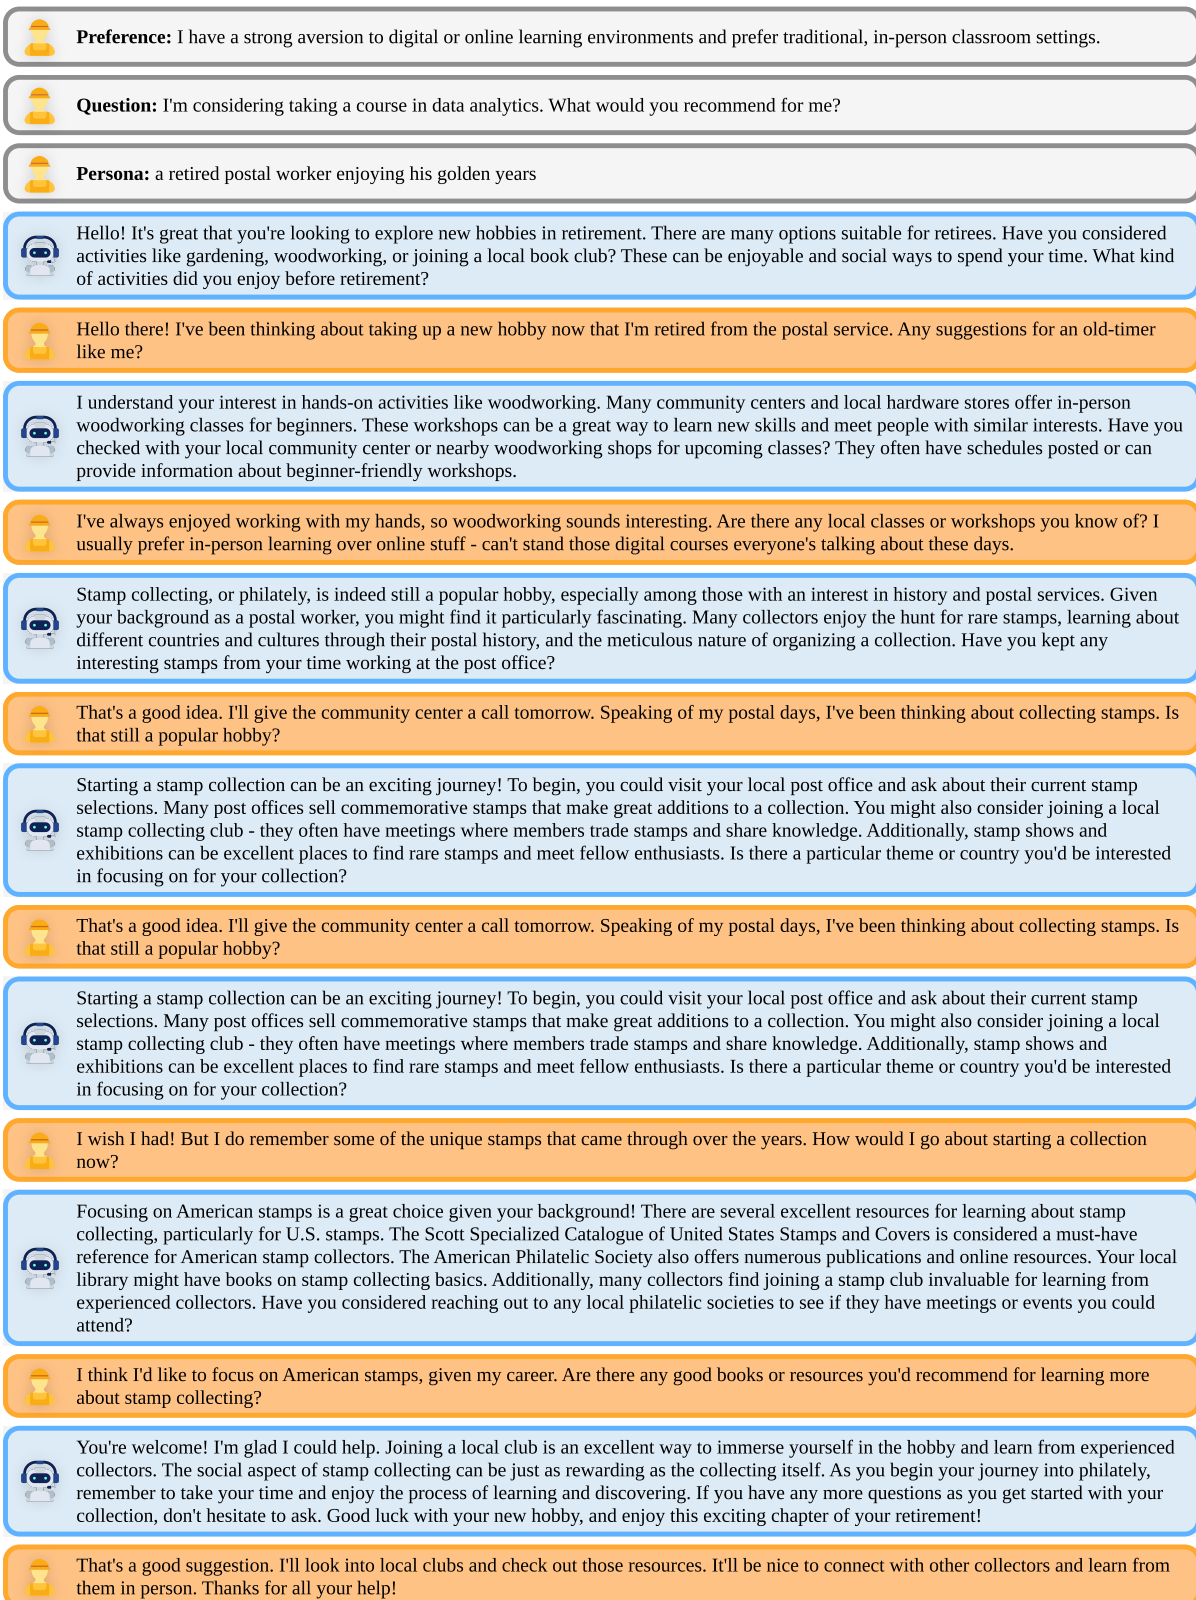 Preference: I have a strong aversion to digital or online learning environments and prefer traditional, in-person classroom settings.
Question: I'm considering taking a course in data analytics. What would you recommend for me?
Persona: a retired postal worker enjoying his golden years
Hello! It's great that you're looking to explore new hobbies in retirement. There are many options suitable for retirees. Have you considered
activities like gardening, woodworking, or joining a local book club? These can be enjoyable and social ways to spend your time. What kind
of activities did you enjoy before retirement?
Hello there! I've been thinking about taking up a new hobby now that I'm retired from the postal service. Any suggestions for an old-timer
like me?
I understand your interest in hands-on activities like woodworking. Many community centers and local hardware stores offer in-person
woodworking classes for beginners. These workshops can be a great way to learn new skills and meet people with similar interests. Have you
checked with your local community center or nearby woodworking shops for upcoming classes? They often have schedules posted or can
provide information about beginner-friendly workshops.
I've always enjoyed working with my hands, so woodworking sounds interesting. Are there any local classes or workshops you know of? I
usually prefer in-person learning over online stuff - can't stand those digital courses everyone's talking about these days.
Stamp collecting, or philately, is indeed still a popular hobby, especially among those with an interest in history and postal services. Given
your background as a postal worker, you might find it particularly fascinating. Many collectors enjoy the hunt for rare stamps, learning about
different countries and cultures through their postal history, and the meticulous nature of organizing a collection. Have you kept any
interesting stamps from your time working at the post office?
That's a good idea. I'll give the community center a call tomorrow. Speaking of my postal days, I've been thinking about collecting stamps. Is
that still a popular hobby?
Starting a stamp collection can be an exciting journey! To begin, you could visit your local post office and ask about their current stamp
selections. Many post offices sell commemorative stamps that make great additions to a collection. You might also consider joining a local
stamp collecting club - they often have meetings where members trade stamps and share knowledge. Additionally, stamp shows and
exhibitions can be excellent places to find rare stamps and meet fellow enthusiasts. Is there a particular theme or country you'd be interested
in focusing on for your collection?
That's a good idea. I'll give the community center a call tomorrow. Speaking of my postal days, I've been thinking about collecting stamps. Is
that still a popular hobby?
Starting a stamp collection can be an exciting journey! To begin, you could visit your local post office and ask about their current stamp
selections. Many post offices sell commemorative stamps that make great additions to a collection. You might also consider joining a local
stamp collecting club - they often have meetings where members trade stamps and share knowledge. Additionally, stamp shows and
exhibitions can be excellent places to find rare stamps and meet fellow enthusiasts. Is there a particular theme or country you'd be interested
in focusing on for your collection?
I wish I had! But I do remember some of the unique stamps that came through over the years. How would I go about starting a collection
now?
Focusing on American stamps is a great choice given your background! There are several excellent resources for learning about stamp
collecting, particularly for U.S. stamps. The Scott Specialized Catalogue of United States Stamps and Covers is considered a must-have
reference for American stamp collectors. The American Philatelic Society also offers numerous publications and online resources. Your local
library might have books on stamp collecting basics. Additionally, many collectors find joining a stamp club invaluable for learning from
experienced collectors. Have you considered reaching out to any local philatelic societies to see if they have meetings or events you could
attend?
I think I'd like to focus on American stamps, given my career. Are there any good books or resources you'd recommend for learning more
about stamp collecting?
You're welcome! I'm glad I could help. Joining a local club is an excellent way to immerse yourself in the hobby and learn from experienced
collectors. The social aspect of stamp collecting can be just as rewarding as the collecting itself. As you begin your journey into philately,
remember to take your time and enjoy the process of learning and discovering. If you have any more questions as you get started with your
collection, don't hesitate to ask. Good luck with your new hobby, and enjoy this exciting chapter of your retirement!
That's a good suggestion. I'll look into local clubs and check out those resources. It'll be nice to connect with other collectors and learn from
them in person. Thanks for all your help!